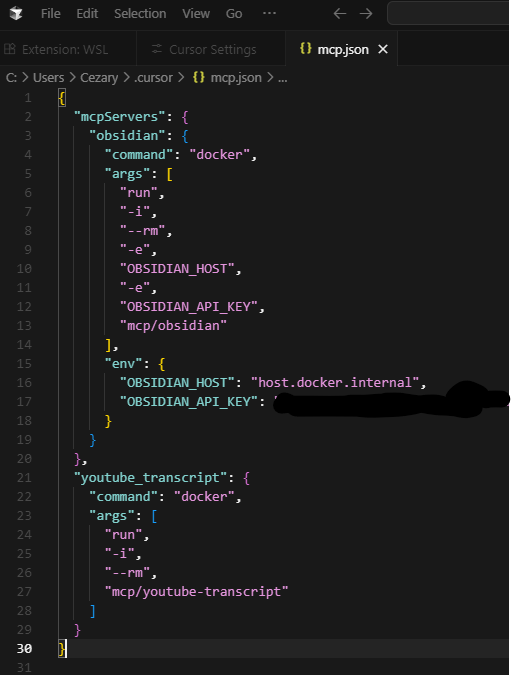 File Edit Selection View Go ··· ← →
Extension: WSL Cursor Settings {} mcp.json ×
C: > Users > Cezary > .cursor > {} mcp.json > ...
1 {
2 "mcpServers": {
3 "obsidian": {
4 "command": "docker",
5 "args": [
6 "run",
7 "-i",
8 "--rm",
9 "-e",
10 "OBSIDIAN_HOST",
11 "-e",
12 "OBSIDIAN_API_KEY",
13 "mcp/obsidian"
14 ],
15 "env": {
16 "OBSIDIAN_HOST": "host.docker.internal",
17 "OBSIDIAN_API_KEY":
18 }
19 }
20 },
21 "youtube_transcript": {
22 "command": "docker",
23 "args": [
24 "run",
25 "-i",
26 "--rm",
27 "mcp/youtube-transcript"
28 ]
29 }
30 }
31